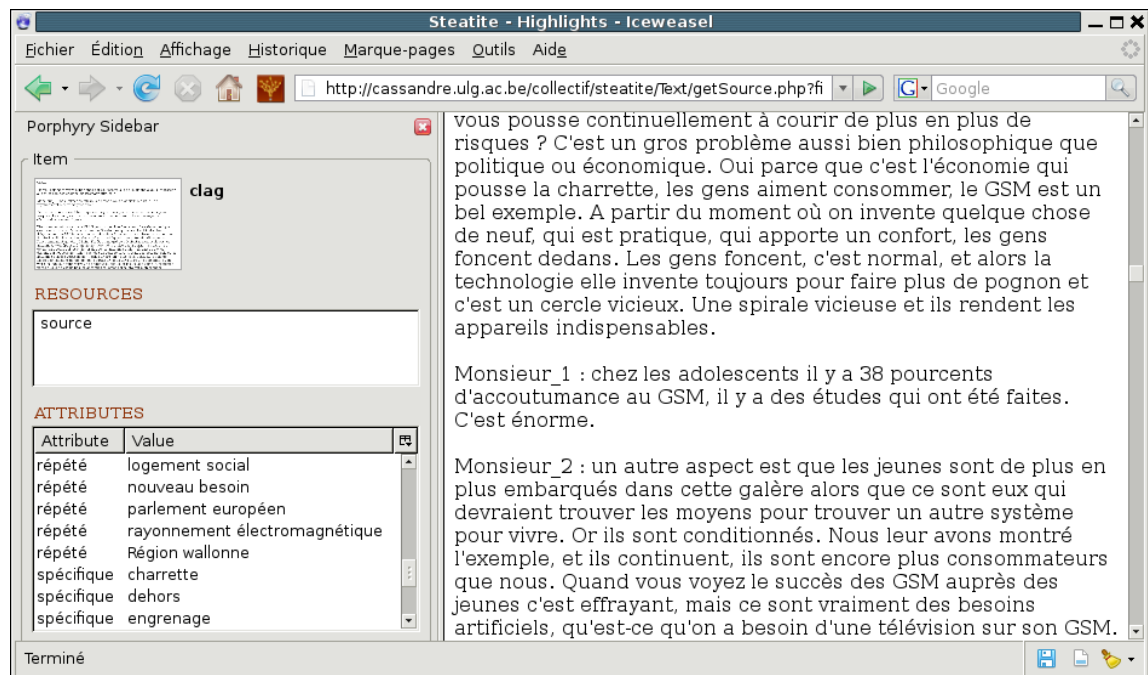 Steatite - Highlights - Iceweasel
Fichier Édition Affichage Historique Marque-pages Outils Aide
http://cassandre.ulg.ac.be/collectif/steatite/Text/getSource.php?fi
G Google
Porphyry Sidebar
Item
clag
RESOURCES
source
ATTRIBUTES
Attribute Value
répété logement social
répété nouveau besoin
répété parlement européen
répété rayonnement électromagnétique
répété Région wallonne
spécifique charrette
spécifique dehors
spécifique engrenage
vous pousse continuellement à courir de plus en plus de
risques ? C'est un gros problème aussi bien philosophique que
politique ou économique. Oui parce que c'est l'économie qui
pousse la charrette, les gens aiment consommer, le GSM est un
bel exemple. A partir du moment où on invente quelque chose
de neuf, qui est pratique, qui apporte un confort, les gens
foncent dedans. Les gens foncent, c'est normal, et alors la
technologie elle invente toujours pour faire plus de pognon et
c'est un cercle vicieux. Une spirale vicieuse et ils rendent les
appareils indispensables.
Monsieur_1 : chez les adolescents il y a 38 pourcents
d'accoutumance au GSM, il y a des études qui ont été faites.
C'est énorme.
Monsieur_2 : un autre aspect est que les jeunes sont de plus en
plus embarqués dans cette galère alors que ce sont eux qui
devraient trouver les moyens pour trouver un autre système
pour vivre. Or ils sont conditionnés. Nous leur avons montré
l'exemple, et ils continuent, ils sont encore plus consommateurs
que nous. Quand vous voyez le succès des GSM auprès des
jeunes c'est effrayant, mais ce sont vraiment des besoins
artificiels, qu'est-ce qu'on a besoin d'une télévision sur son GSM.
Terminé